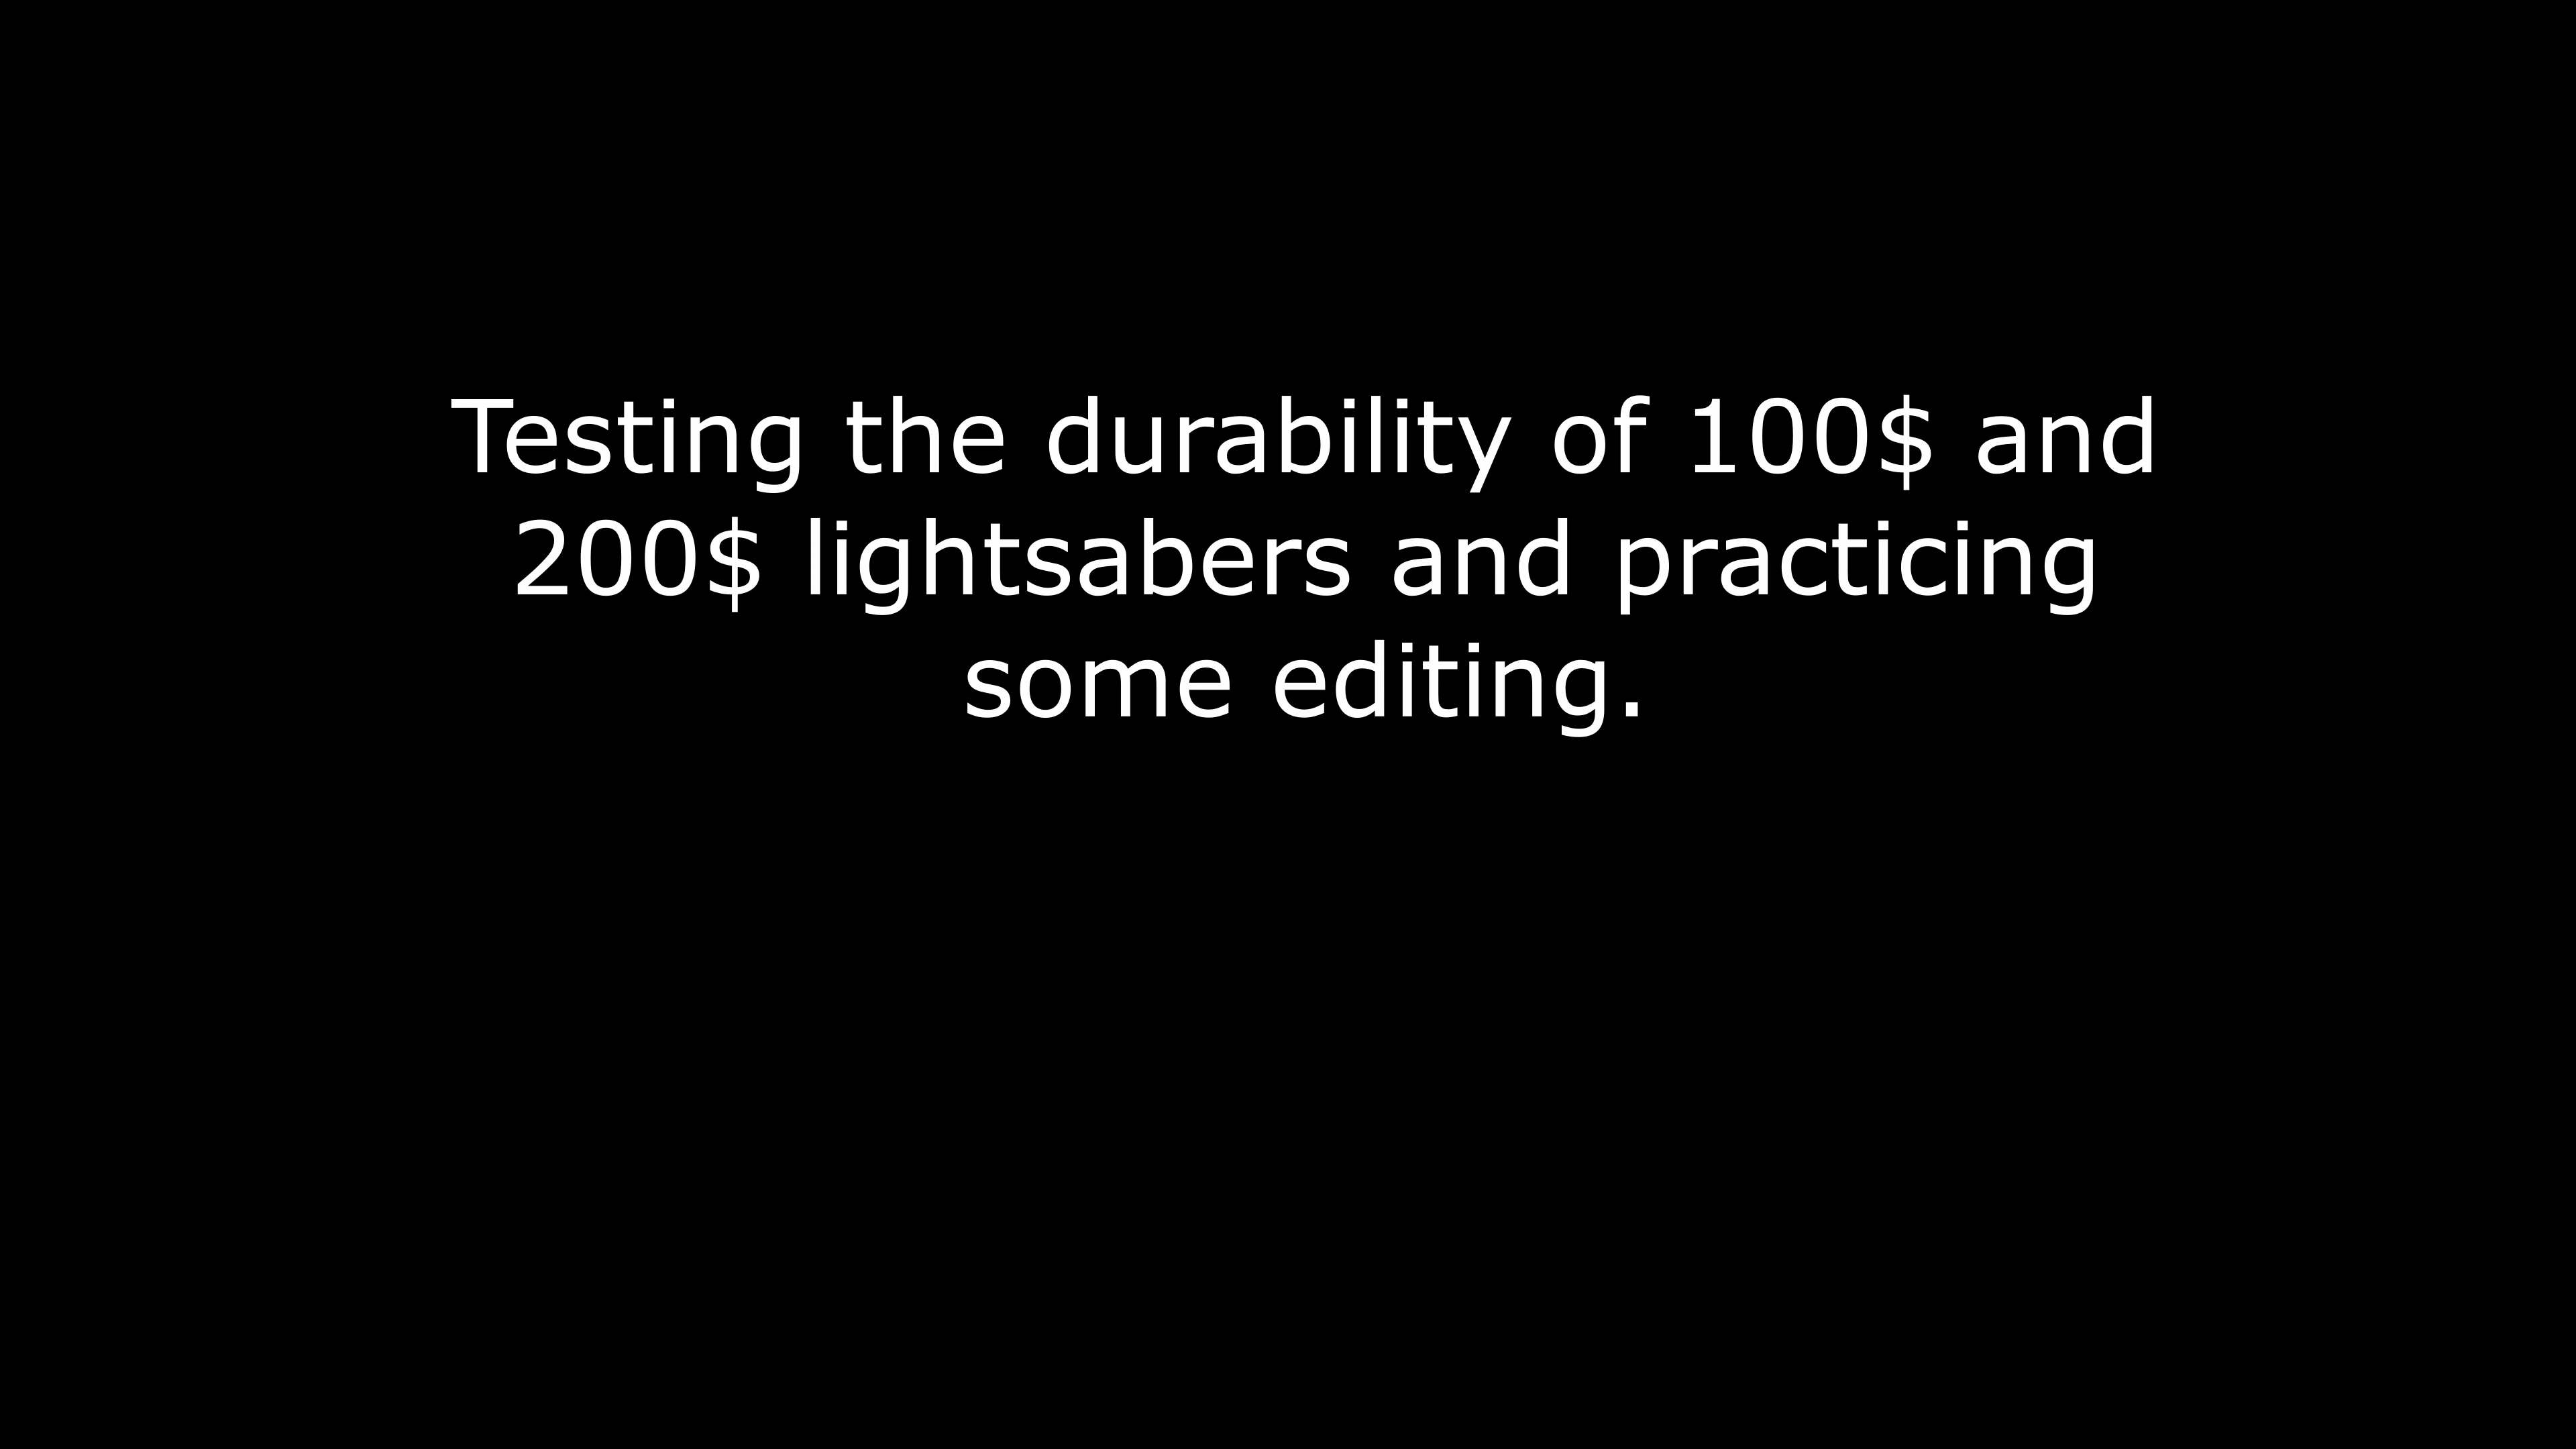 Testing the durability of 100$ and
200$ lightsabers and practicing
some editing.